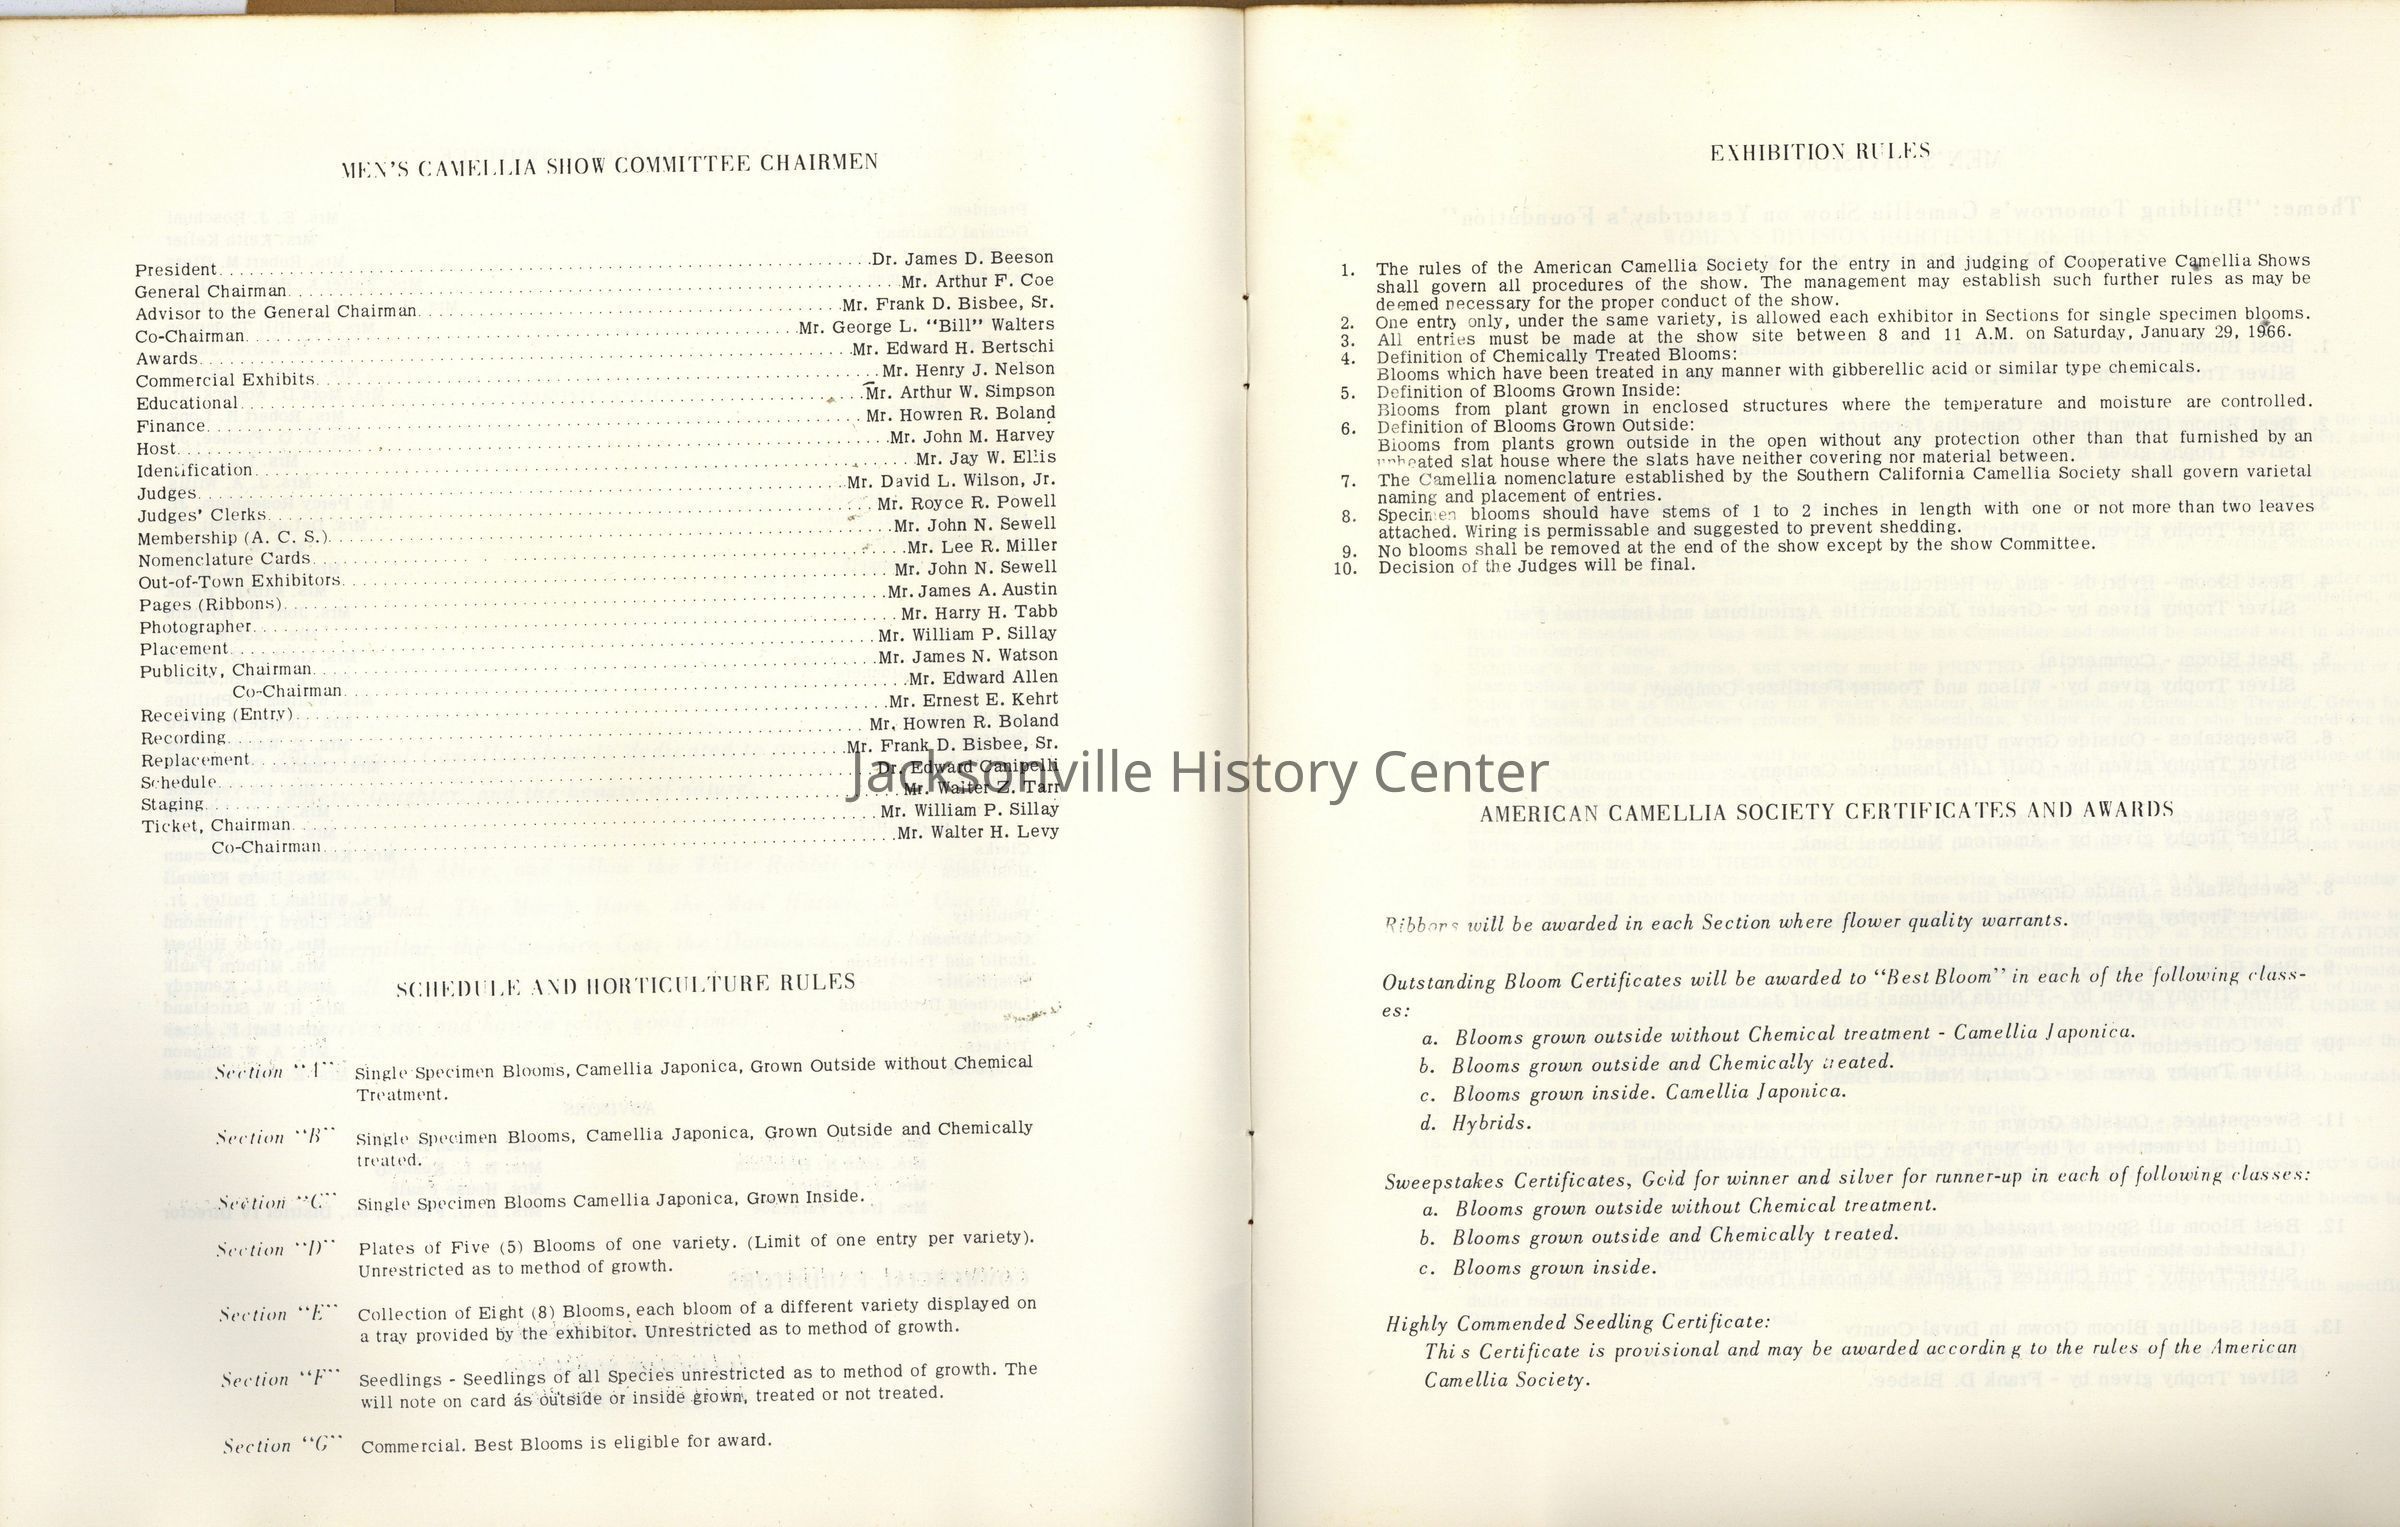 MEN'S CAMELLIA SHOW COMMITTEE CHAIRMEN
President. . . . . Dr. James D. Beeson
General Chairman. . . . . Mr. Arthur F. Coe
Advisor to the General Chairman. . . . . Mr. Frank D. Bisbee, Sr.
Co-Chairman. . . . . Mr. George L. "Bill" Walters
Awards. . . . . Mr. Edward H. Bertschi
Commercial Exhibits. . . . . Mr. Henry J. Nelson
Educational. . . . . Mr. Arthur W. Simpson
Finance. . . . . Mr. Howren R. Boland
Host. . . . . Mr. John M. Harvey
Identification. . . . . Mr. Jay W. Ellis
Judges. . . . . Mr. David L. Wilson, Jr.
Judges' Clerks. . . . . Mr. Royce R. Powell
Membership (A. C. S.). . . . . Mr. John N. Sewell
Nomenclature Cards. . . . . Mr. Lee R. Miller
Out-of-Town Exhibitors. . . . . Mr. John N. Sewell
Pages (Ribbons). . . . . Mr. James A. Austin
Photographer. . . . . Mr. Harry H. Tabb
Placement. . . . . Mr. William P. Sillay
Publicity, Chairman. . . . . Mr. James N. Watson
Co-Chairman. . . . . Mr. Edward Allen
Receiving (Entry). . . . . Mr. Ernest E. Kehrt
Recording. . . . . Mr. Howren R. Boland
Replacement. . . . . Mr. Frank D. Bisbee, Sr.
Schedule. . . . . Dr. Edward Canipelli
Staging. . . . . Mr. Walter Z. Tarr
Ticket, Chairman. . . . . Mr. William P. Sillay
Co-Chairman. . . . . Mr. Walter H. Levy
SCHEDULE AND HORTICULTURE RULES
Section "A" Single Specimen Blooms, Camellia Japonica, Grown Outside without Chemical
Treatment.
Section "B" Single Specimen Blooms, Camellia Japonica, Grown Outside and Chemically
treated.
Section "C" Single Specimen Blooms Camellia Japonica, Grown Inside.
Section "D" Plates of Five (5) Blooms of one variety. (Limit of one entry per variety).
Unrestricted as to method of growth.
Section "E" Collection of Eight (8) Blooms, each bloom of a different variety displayed on
a tray provided by the exhibitor. Unrestricted as to method of growth.
Section "F" Seedlings - Seedlings of all Species unrestricted as to method of growth. The
will note on card as outside or inside grown, treated or not treated.
Section "G" Commercial. Best Blooms is eligible for award.
EXHIBITION RULES
1. The rules of the American Camellia Society for the entry in and judging of Cooperative Camellia Shows
shall govern all procedures of the show. The management may establish such further rules as may be
deemed necessary for the proper conduct of the show.
2. One entry only, under the same variety, is allowed each exhibitor in Sections for single specimen blooms.
3. All entries must be made at the show site between 8 and 11 A.M. on Saturday, January 29, 1966.
4. Definition of Chemically Treated Blooms:
Blooms which have been treated in any manner with gibberellic acid or similar type chemicals.
5. Definition of Blooms Grown Inside:
Blooms from plant grown in enclosed structures where the temperature and moisture are controlled.
6. Definition of Blooms Grown Outside:
Blooms from plants grown outside in the open without any protection other than that furnished by an
unheated slat house where the slats have neither covering nor material between.
7. The Camellia nomenclature established by the Southern California Camellia Society shall govern varietal
naming and placement of entries.
8. Specimen blooms should have stems of 1 to 2 inches in length with one or not more than two leaves
attached. Wiring is permissable and suggested to prevent shedding.
9. No blooms shall be removed at the end of the show except by the show Committee.
10. Decision of the Judges will be final.
AMERICAN CAMELLIA SOCIETY CERTIFICATES AND AWARDS
Ribbons will be awarded in each Section where flower quality warrants.
Outstanding Bloom Certificates will be awarded to "Best Bloom" in each of the following class-
es:
a. Blooms grown outside without Chemical treatment - Camellia Japonica.
b. Blooms grown outside and Chemically treated.
c. Blooms grown inside. Camellia Japonica.
d. Hybrids.
Sweepstakes Certificates, Gold for winner and silver for runner-up in each of following classes:
a. Blooms grown outside without Chemical treatment.
b. Blooms grown outside and Chemically treated.
c. Blooms grown inside.
Highly Commended Seedling Certificate:
This Certificate is provisional and may be awarded according to the rules of the American
Camellia Society.
Jacksonville History Center